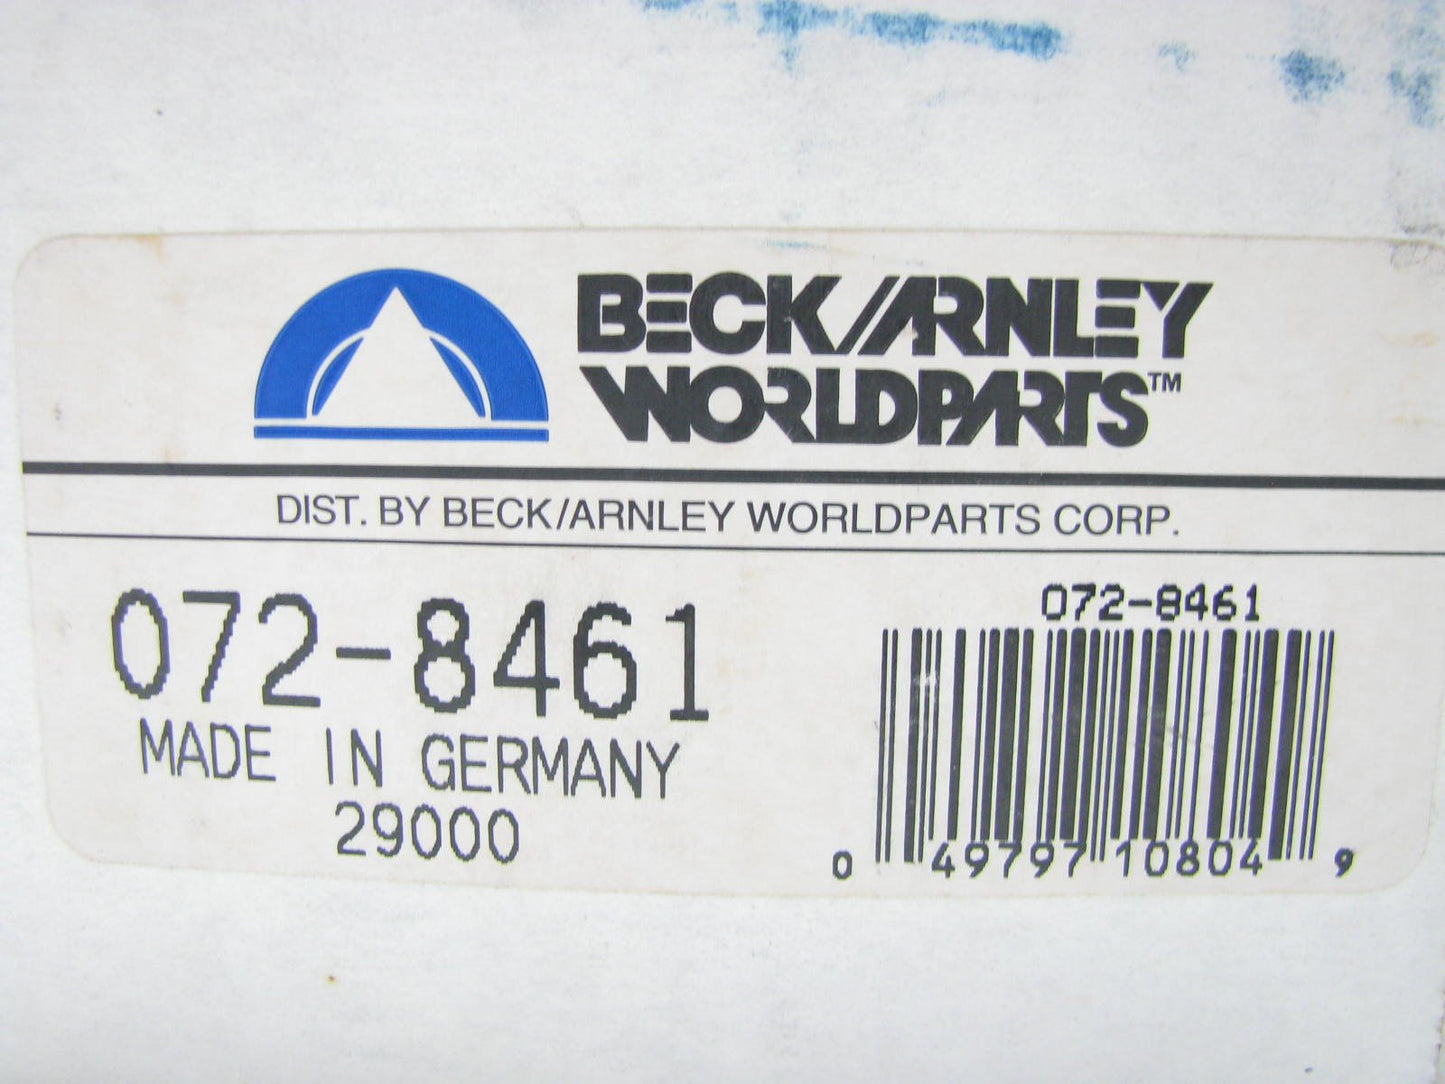 BECK/ARNLEY
WORLDPARTS™
DIST. BY BECK/ARNLEY WORLDPARTS CORP.
072-8461
MADE IN GERMANY
29000
072-8461
0 49797 10804 9